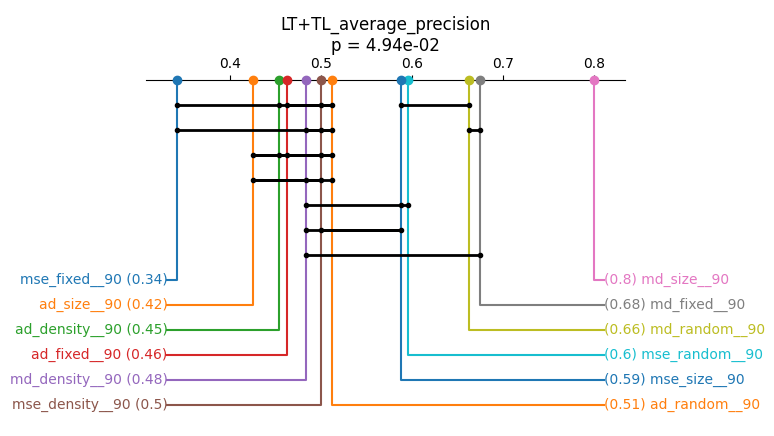 LT+TL_average_precision
p = 4.94e-02
0.4 0.5 0.6 0.7 0.8
mse_fixed__90 (0.34) (0.8) md_size__90
ad_size__90 (0.42) (0.68) md_fixed__90
ad_density__90 (0.45) (0.66) md_random__90
ad_fixed__90 (0.46) (0.6) mse_random__90
md_density__90 (0.48) (0.59) mse_size__90
mse_density__90 (0.5) (0.51) ad_random__90